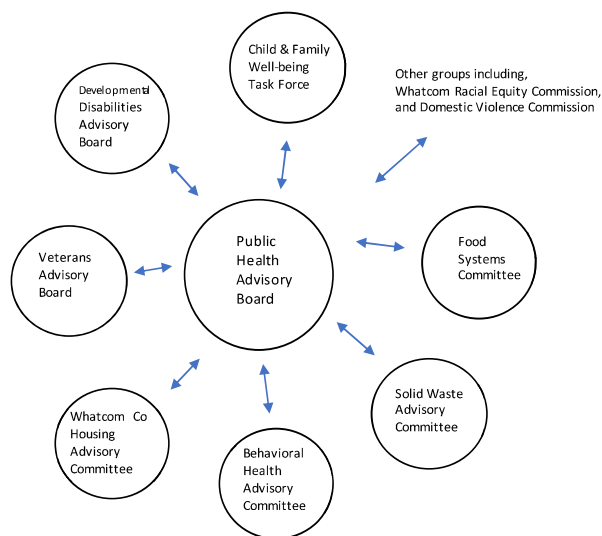 Child & Family
Well-being
Task Force
Other groups including,
Whatcom Racial Equity Commission,
and Domestic Violence Commission
Developmental
Disabilities
Advisory
Board
Public
Health
Advisory
Board
Food
Systems
Committee
Veterans
Advisory
Board
Solid Waste
Advisory
Committee
Whatcom Co
Housing
Advisory
Committee
Behavioral
Health
Advisory
Committee